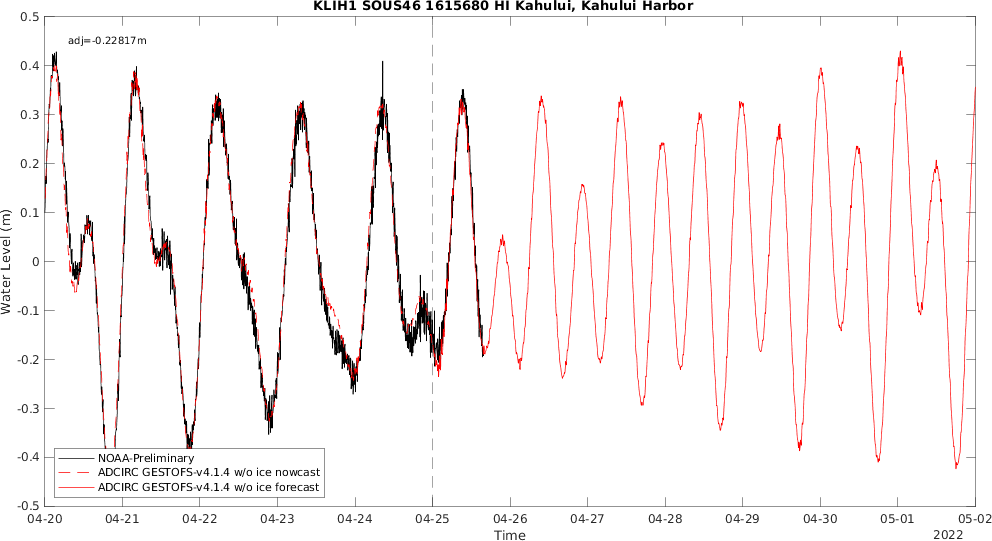 KLIH1 SOUS46 1615680 HI Kahului, Kahului Harbor
adj=-0.22817m
0.5
0.4
0.3
0.2
0.1
0
-0.1
-0.2
-0.3
-0.4
-0.5
Water Level (m)
NOAA-Preliminary
ADCIRC GESTOFS-v4.1.4 w/o ice nowcast
ADCIRC GESTOFS-v4.1.4 w/o ice forecast
04-20 04-21 04-22 04-23 04-24 04-25 04-26 04-27 04-28 04-29 04-30 05-01 05-02
Time
2022